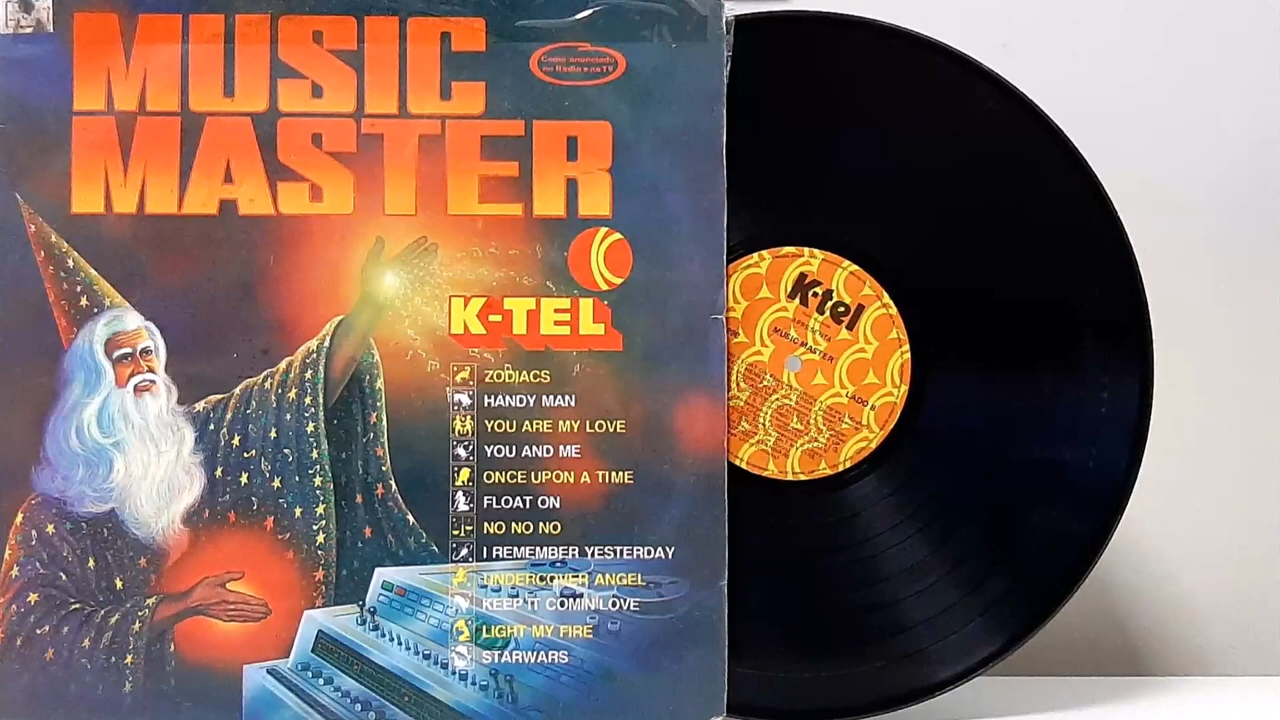 MUSIC
MASTER
Como anunciado
no Rádio e na TV
K-TEL
ZODIACS
HANDY MAN
YOU ARE MY LOVE
YOU AND ME
ONCE UPON A TIME
FLOAT ON
NO NO NO
I REMEMBER YESTERDAY
UNDERCOVER ANGEL
KEEP IT COMIN'LOVE
LIGHT MY FIRE
STARWARS
K-tel
MUSIC MASTER
LADO B